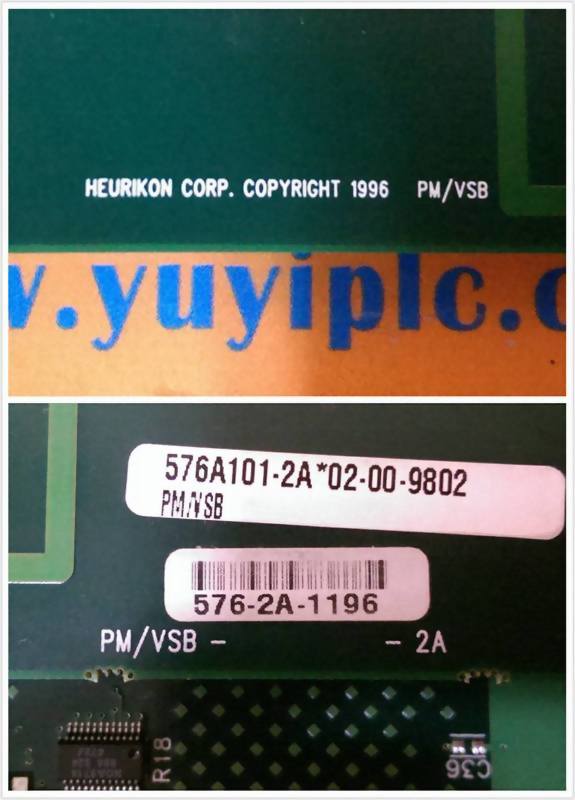 HEURIKON CORP. COPYRIGHT 1996 PM/VSB
w.yuyiplc.c
576A101-2A*02-00-9802
PM/VSB
576-2A-1196
PM/VSB - - 2A
R18
C36